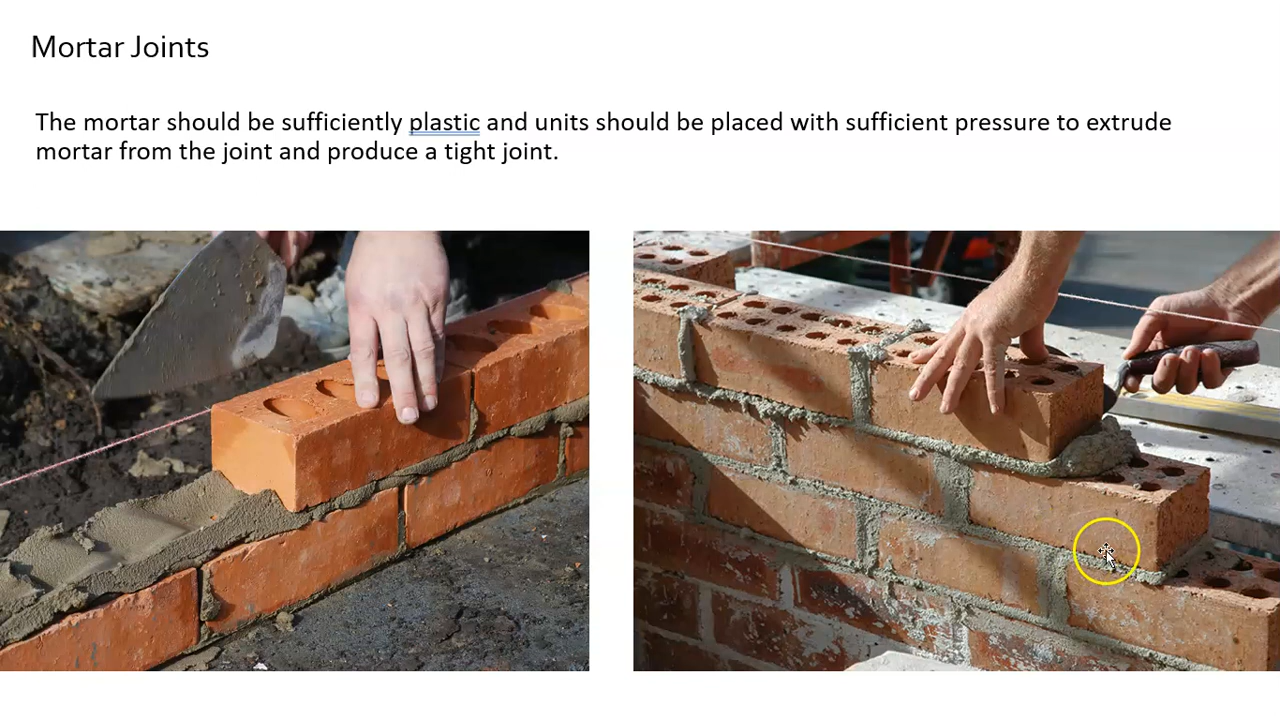 Mortar Joints
The mortar should be sufficiently plastic and units should be placed with sufficient pressure to extrude
mortar from the joint and produce a tight joint.